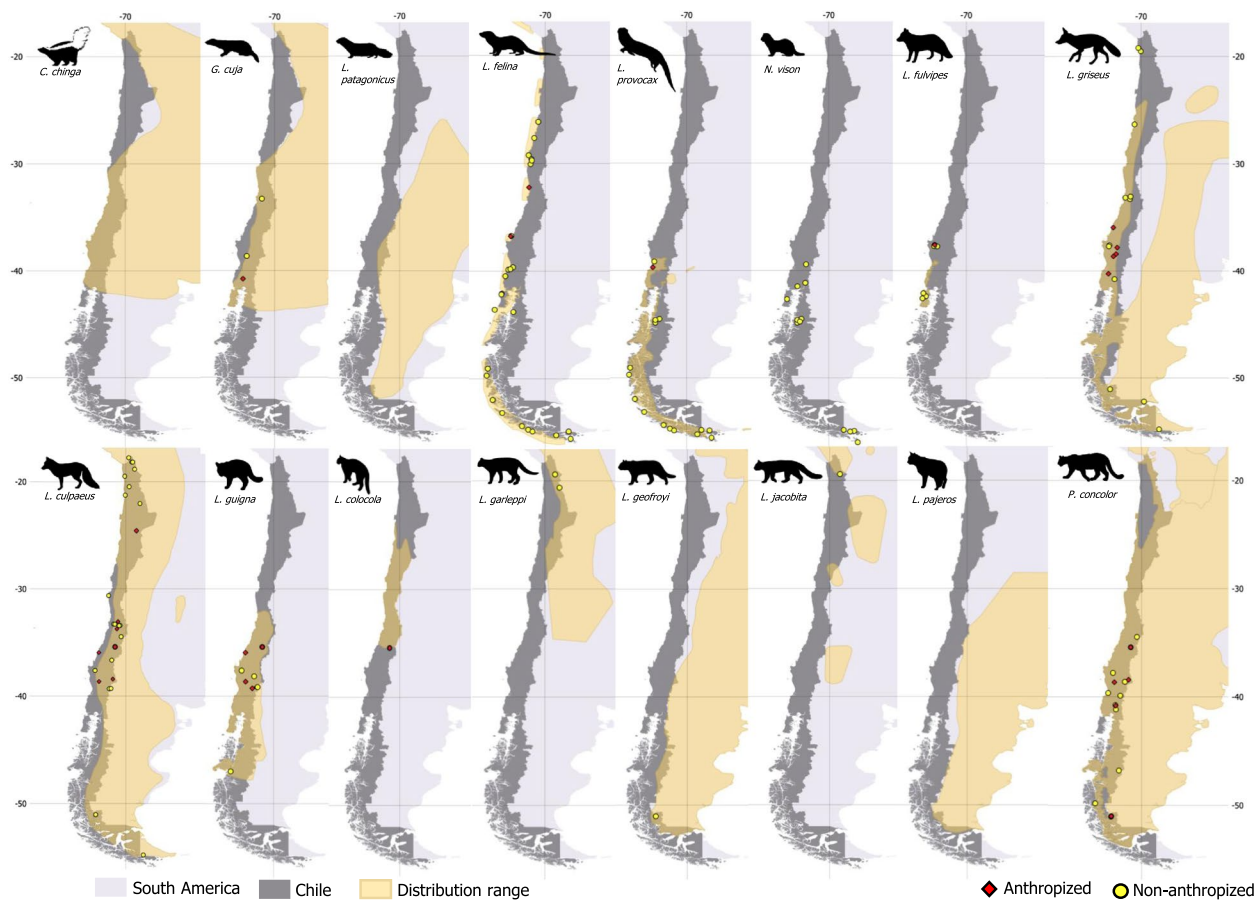 -70 -70 -70 -70 -70 -70 -70 -70
C. chinga
G. cuja
L.
patagonicus
L. felina
L.
provocax
N. vison
L. fulvipes
L. griseus
-20 -20
-30 -30
-40 -40
-50 -50
L. culpaeus
L. guigna
L. colocola
L. garleppi
L. geofroyi
L. jacobita
L. pajeros
P. concolor
-20 -20
-30 -30
-40 -40
-50 -50
South America Chile Distribution range Anthropized Non-anthropized